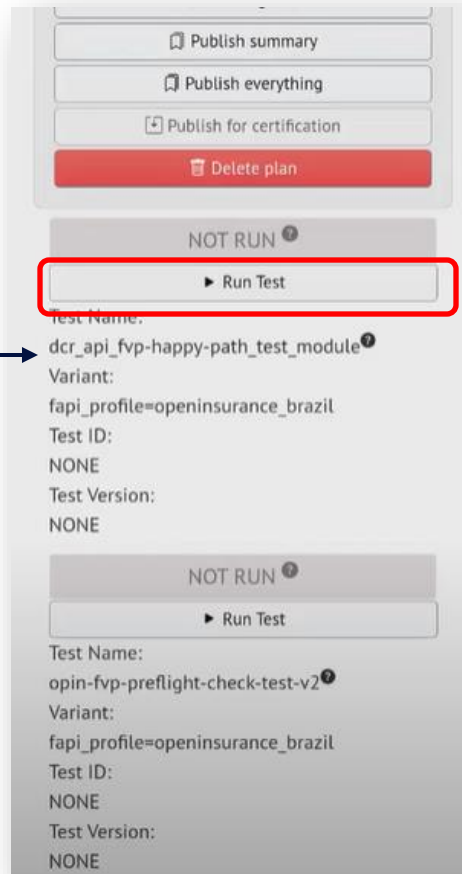 Publish summary
Publish everything
Publish for certification
Delete plan
NOT RUN ?
Run Test
Test Name:
dcr_api_fvp-happy-path_test_module?
Variant:
fapi_profile=openinsurance_brazil
Test ID:
NONE
Test Version:
NONE
NOT RUN ?
Run Test
Test Name:
opin-fvp-preflight-check-test-v2?
Variant:
fapi_profile=openinsurance_brazil
Test ID:
NONE
Test Version:
NONE